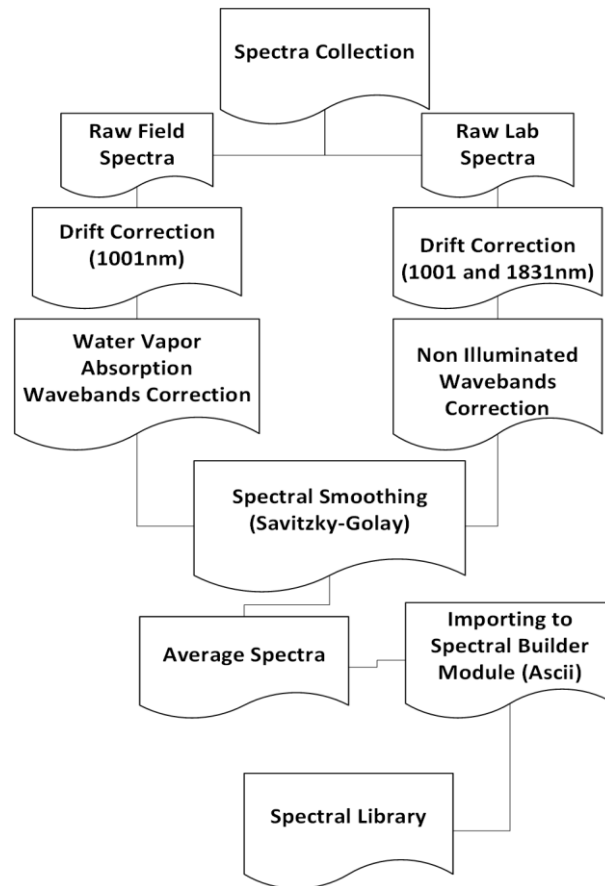 Spectra Collection
Raw Field
Spectra
Raw Lab
Spectra
Drift Correction
(1001nm)
Drift Correction
(1001 and 1831nm)
Water Vapor
Absorption
Wavebands Correction
Non Illuminated
Wavebands
Correction
Spectral Smoothing
(Savitzky-Golay)
Average Spectra
Importing to
Spectral Builder
Module (Ascii)
Spectral Library